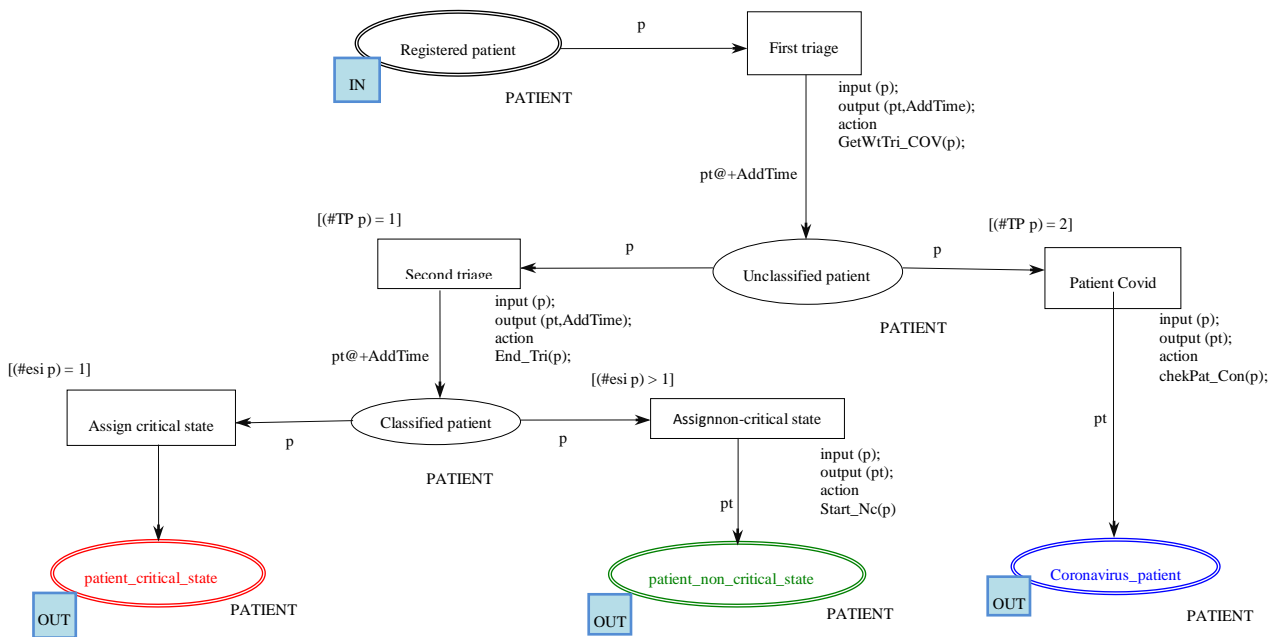 p
Registered patient
First triage
IN
PATIENT
input (p);
output (pt,AddTime);
action
GetWtTri_COV(p);
pt@+AddTime
[(#TP p) = 1]
[(#TP p) = 2]
Second triage
p
Unclassified patient
p
Patient Covid
PATIENT
input (p);
output (pt,AddTime);
action
End_Tri(p);
input (p);
output (pt);
action
chekPat_Con(p);
pt@+AddTime
[(#esi p) = 1]
[(#esi p) > 1]
Assign critical state
p
Classified patient
p
Assignnon-critical state
PATIENT
input (p);
output (pt);
action
Start_Nc(p)
pt
pt
patient_critical_state
OUT
PATIENT
patient_non_critical_state
OUT
PATIENT
Coronavirus_patient
OUT
PATIENT